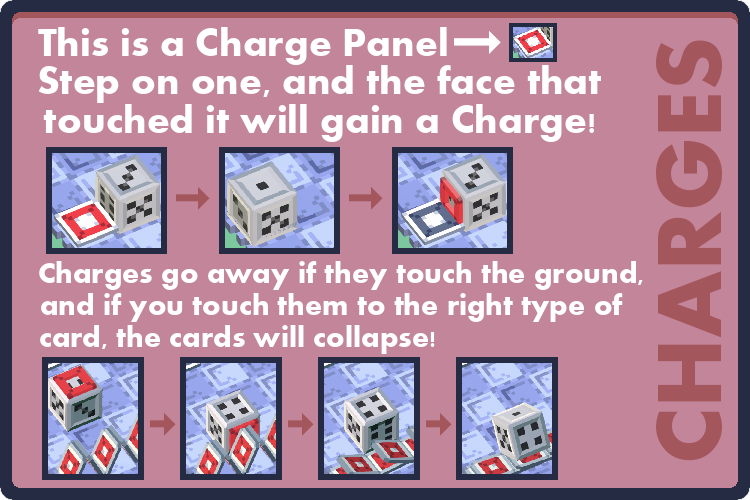 This is a Charge Panel
Step on one, and the face that
touched it will gain a Charge!
Charges go away if they touch the ground,
and if you touch them to the right type of
card, the cards will collapse!
CHARGES